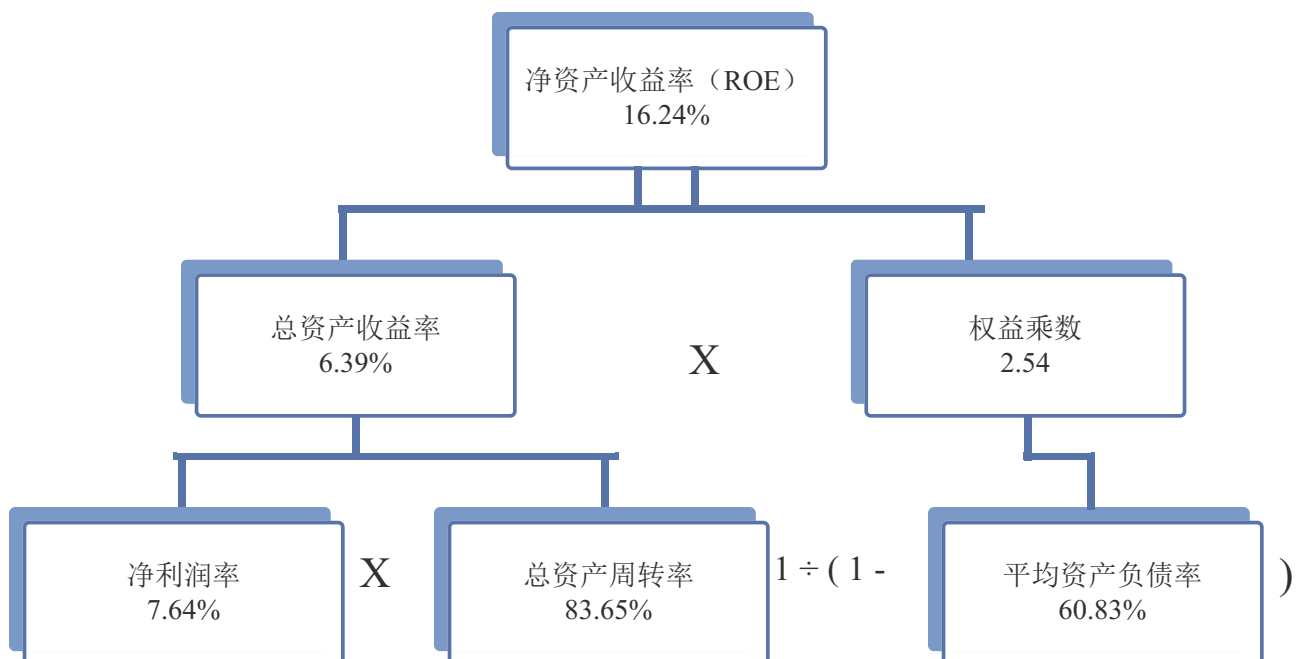 净资产收益率（ROE）
16.24%
总资产收益率
6.39%
X
权益乘数
2.54
净利润率
7.64%
X
总资产周转率
83.65%
1 ÷ ( 1 -
平均资产负债率
60.83%
)